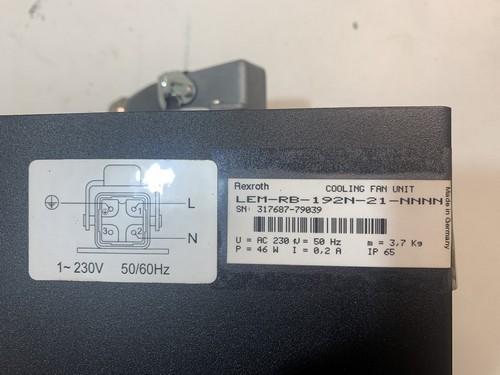 L
N
1~ 230V 50/60Hz
Rexroth COOLING FAN UNIT
LEM-RB-192N-21-NNNN
SN: 317687-79039
U = AC 230 V = 50 Hz m = 3,7 Kg
P = 46 W I = 0,2 A IP 65
Made in Germany